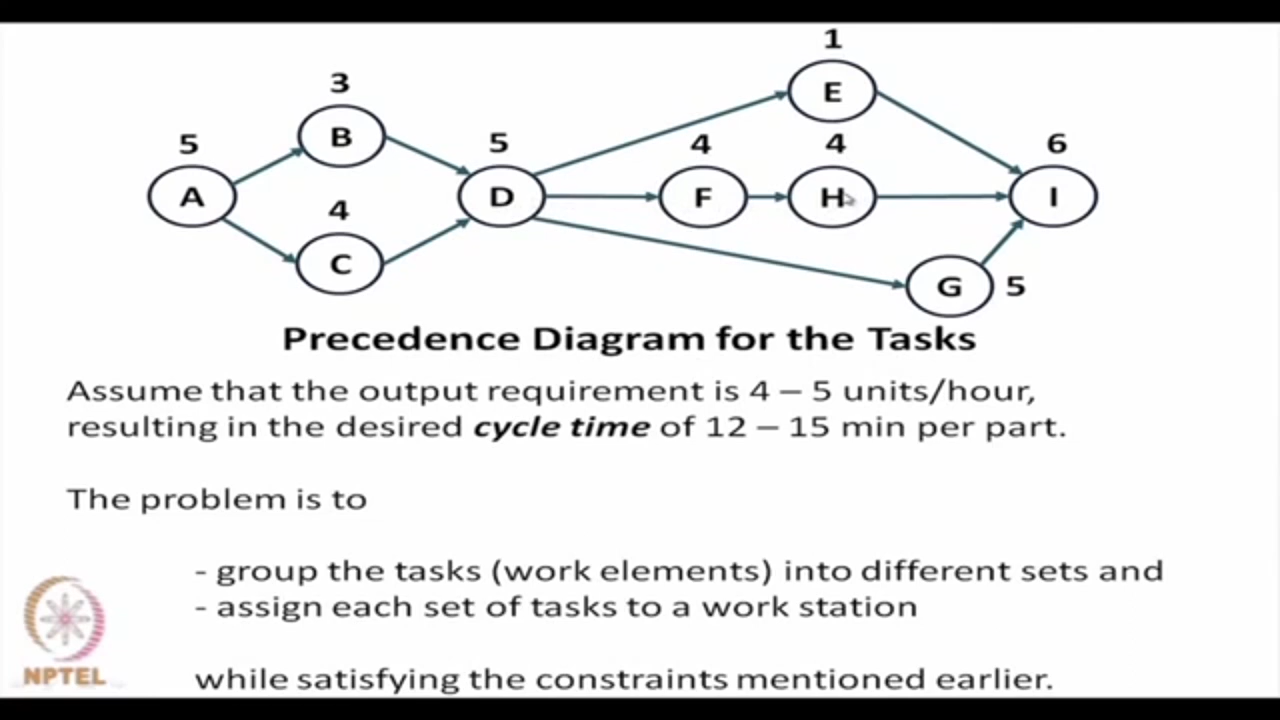 1
3
E
B
5
5
4
4
6
A
D
F
H
I
4
C
G
5
Precedence Diagram for the Tasks
Assume that the output requirement is 4 – 5 units/hour,
resulting in the desired cycle time of 12 – 15 min per part.
The problem is to
- group the tasks (work elements) into different sets and
- assign each set of tasks to a work station
while satisfying the constraints mentioned earlier.
NPTEL